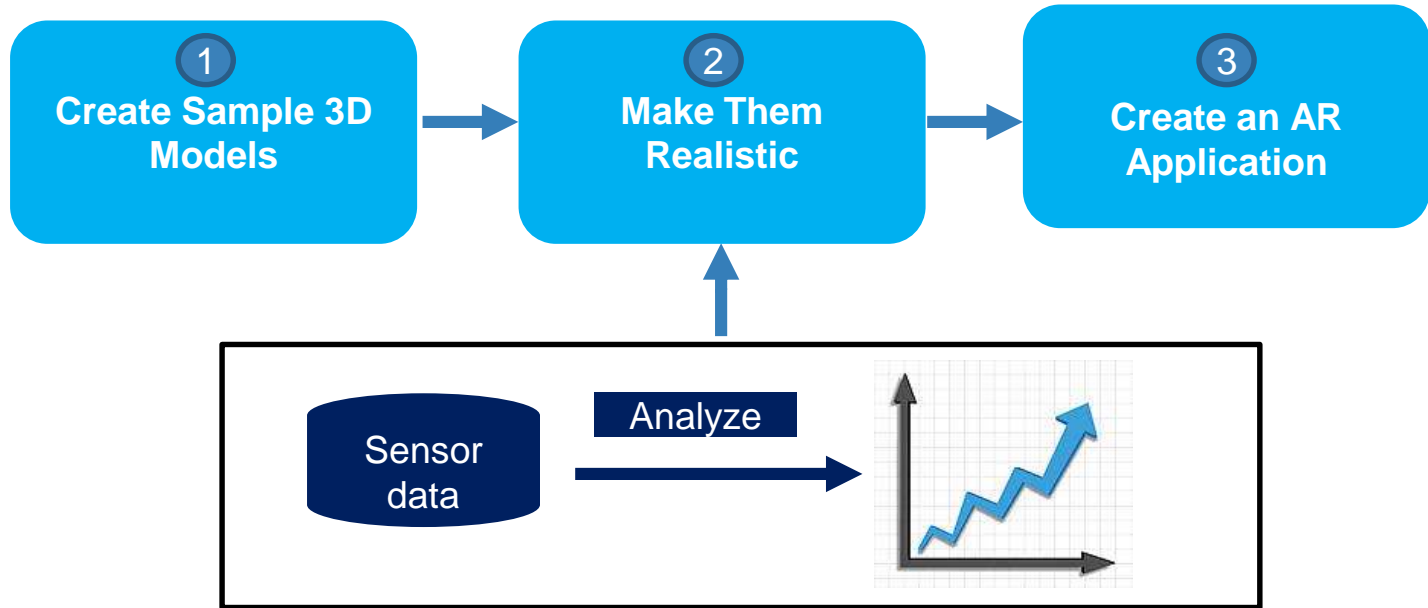 1
Create Sample 3D
Models
2
Make Them
Realistic
3
Create an AR
Application
Sensor
data
Analyze